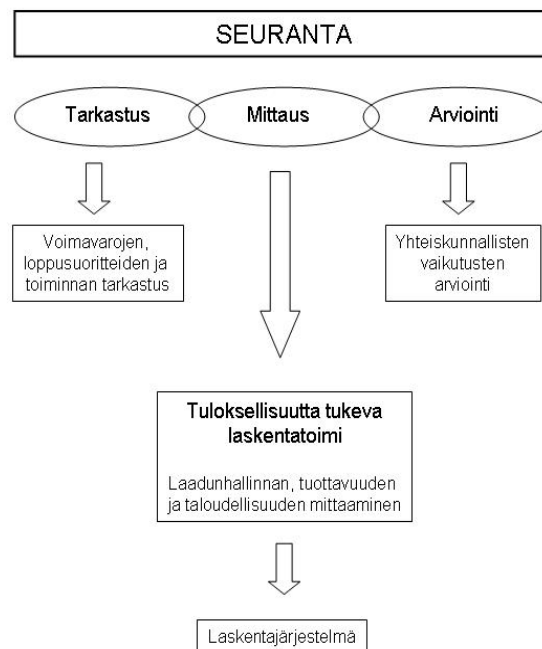 SEURANTA
Tarkastus
Mittaus
Arviointi
Voimavarojen,
loppusuoritteiden ja
toiminnan tarkastus
Yhteiskunnallisten
vaikutusten
arviointi
Tuloksellisuutta tukeva
laskentatoimi
Laadunhallinnan, tuottavuuden
ja taloudellisuuden mittaaminen
Laskentajärjestelmä